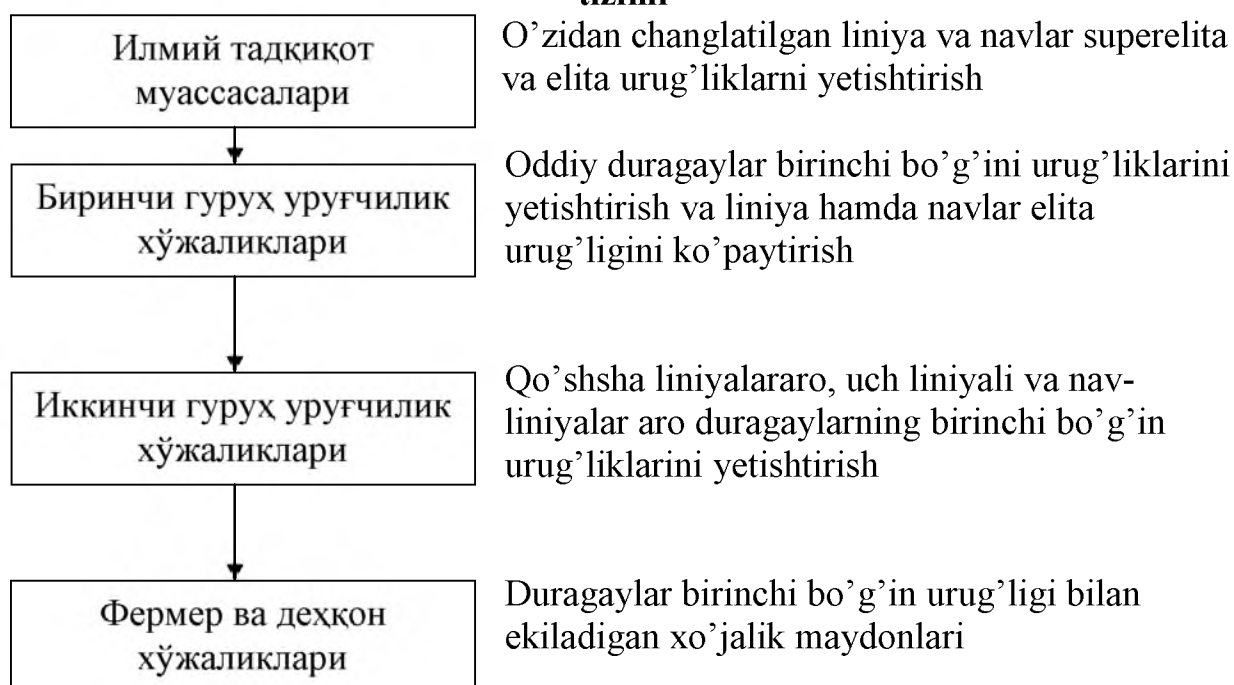 tizimi
Илмий тадқиқот
муассасалари
O’zidan changlatilgan liniya va navlar superelita
va elita urug’liklarni yetishtirish
Биринчи гуруҳ уруғчилик
хўжаликлари
Oddiy duragaylar birinchi bo’g’ini urug’liklarini
yetishtirish va liniya hamda navlar elita
urug’ligini ko’paytirish
Иккинчи гуруҳ уруғчилик
хўжаликлари
Qo’shsha liniyalararo, uch liniyali va nav-
liniyalar aro duragaylarning birinchi bo’g’in
urug’liklarini yetishtirish
Фермер ва деҳқон
хўжаликлари
Duragaylar birinchi bo’g’in urug’ligi bilan
ekiladigan xo’jalik maydonlari